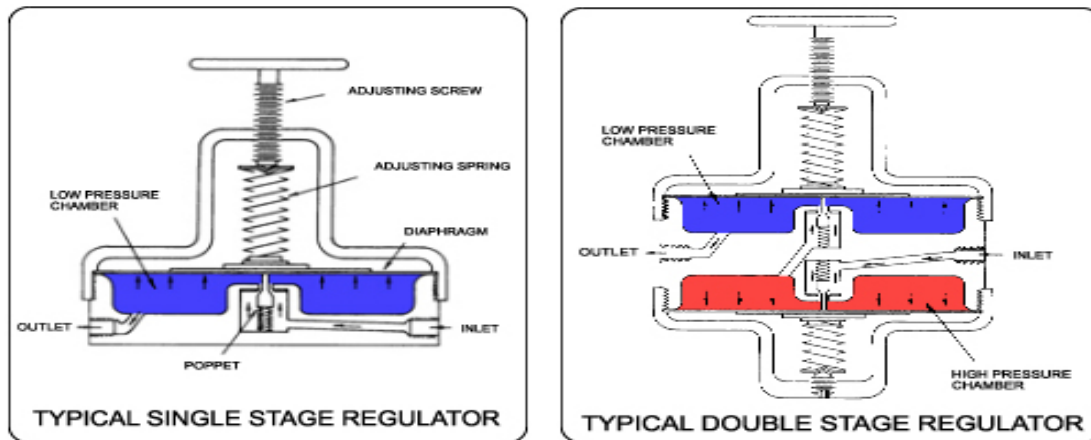 ADJUSTING SCREW
ADJUSTING SPRING
LOW PRESSURE
CHAMBER
DIAPHRAGM
OUTLET
INLET
POPPET
TYPICAL SINGLE STAGE REGULATOR
LOW PRESSURE
CHAMBER
OUTLET
INLET
HIGH PRESSURE
CHAMBER
TYPICAL DOUBLE STAGE REGULATOR